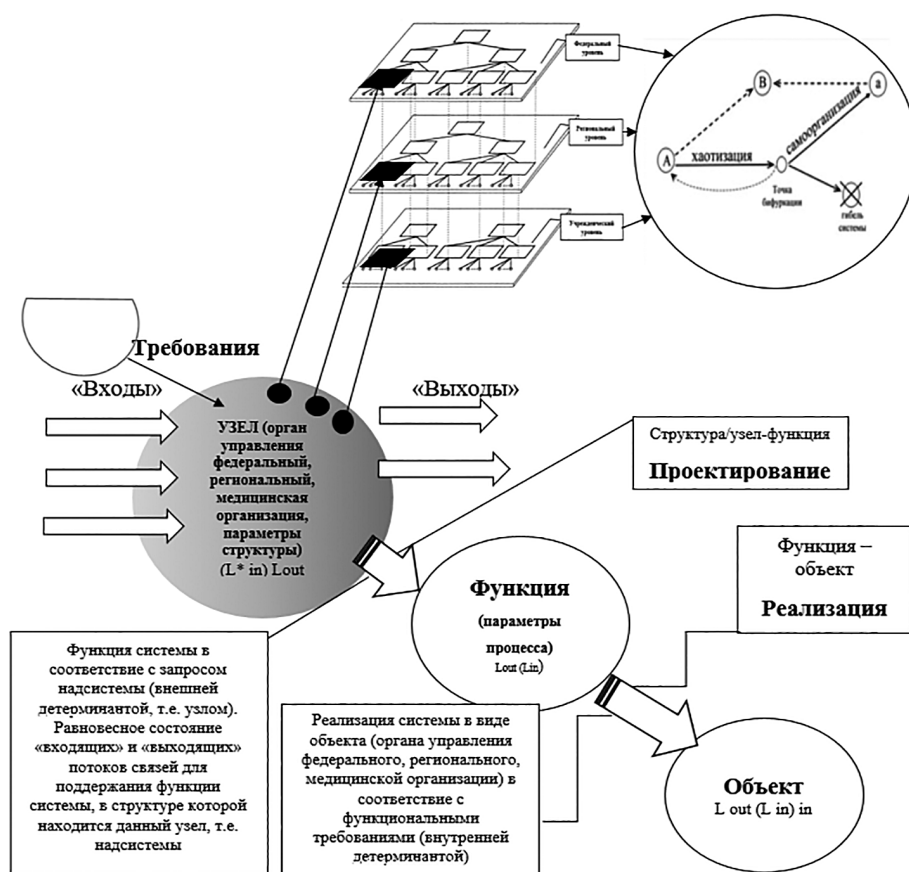 Федеральный
уровень
Региональный
уровень
Учрежденческий
уровень
B
a
A
хаотизация
самоорганизация
Точка
бифуркации
гибель
системы
Требования
«Входы»
«Выходы»
УЗЕЛ (орган
управления
федеральный,
региональный,
медицинская
организация,
параметры
структуры)
(L* in) Lout
Структура/узел-функция
Проектирование
Функция –
объект
Реализация
Функция
(параметры
процесса)
Lout (Lin)
Функция системы в
соответствие с запросом
надсистемы (внешней
детерминантой, т.е. узлом).
Равновесное состояние
«входящих» и «выходящих»
потоков связей для
поддержания функции
системы, в структуре которой
находится данный узел, т.е.
надсистемы
Реализация системы в виде
объекта (органа управления
федерального, регионального,
медицинской организации) в
соответствие с
функциональными
требованиями (внутренней
детерминантой)
Объект
L out (L in) in